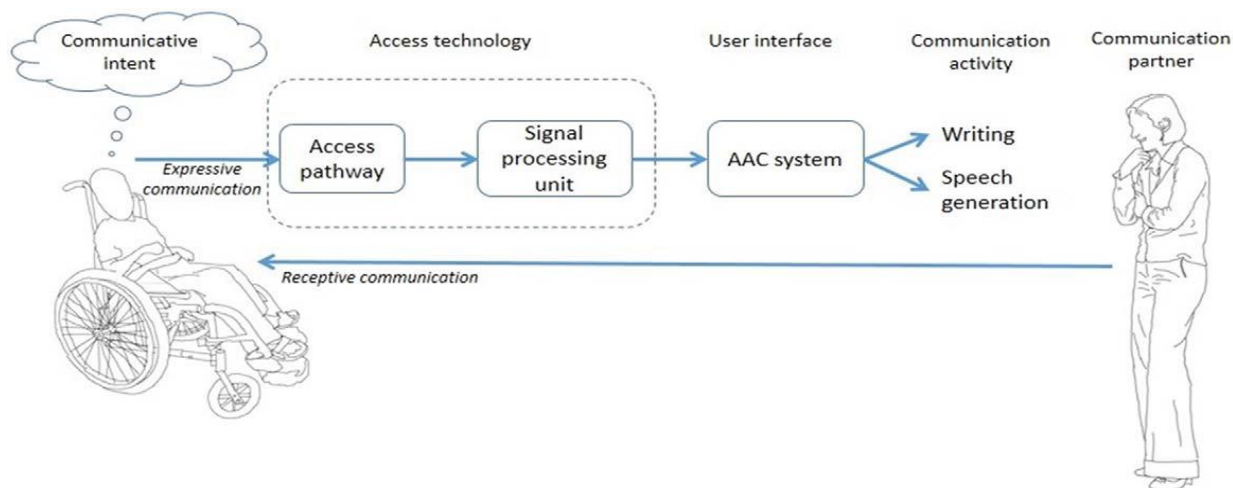 Communicative
intent
Access technology
User interface
Communication
activity
Communication
partner
Expressive
communication
Access
pathway
Signal
processing
unit
AAC system
Writing
Speech
generation
Receptive communication